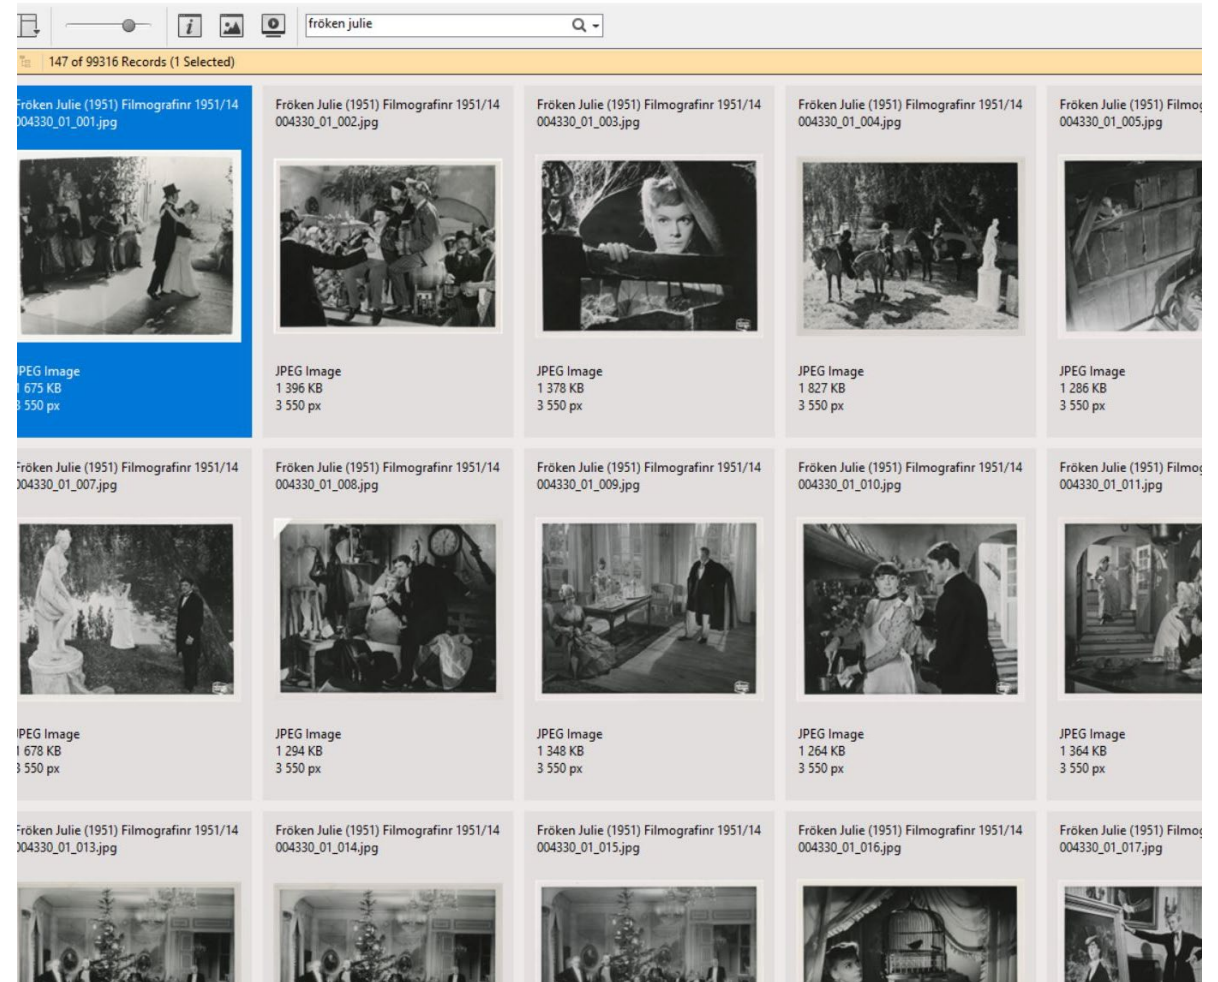 fröken julie
147 of 99316 Records (1 Selected)
Fröken Julie (1951) Filmografinr 1951/14
004330_01_001.jpg
JPEG Image
1 675 KB
3 550 px
Fröken Julie (1951) Filmografinr 1951/14
004330_01_002.jpg
JPEG Image
1 396 KB
3 550 px
Fröken Julie (1951) Filmografinr 1951/14
004330_01_003.jpg
JPEG Image
1 378 KB
3 550 px
Fröken Julie (1951) Filmografinr 1951/14
004330_01_004.jpg
JPEG Image
1 827 KB
3 550 px
Fröken Julie (1951) Filmog
004330_01_005.jpg
JPEG Image
1 286 KB
3 550 px
Fröken Julie (1951) Filmografinr 1951/14
004330_01_007.jpg
JPEG Image
1 678 KB
3 550 px
Fröken Julie (1951) Filmografinr 1951/14
004330_01_008.jpg
JPEG Image
1 294 KB
3 550 px
Fröken Julie (1951) Filmografinr 1951/14
004330_01_009.jpg
JPEG Image
1 348 KB
3 550 px
Fröken Julie (1951) Filmografinr 1951/14
004330_01_010.jpg
JPEG Image
1 264 KB
3 550 px
Fröken Julie (1951) Filmog
004330_01_011.jpg
JPEG Image
1 364 KB
3 550 px
Fröken Julie (1951) Filmografinr 1951/14
004330_01_013.jpg
Fröken Julie (1951) Filmografinr 1951/14
004330_01_014.jpg
Fröken Julie (1951) Filmografinr 1951/14
004330_01_015.jpg
Fröken Julie (1951) Filmografinr 1951/14
004330_01_016.jpg
Fröken Julie (1951) Filmog
004330_01_017.jpg